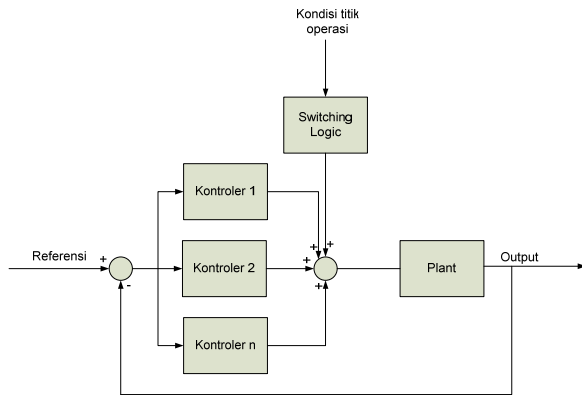 Kondisi titik
operasi
Switching
Logic
Kontroler 1
+
+
Referensi
+
-
Kontroler 2
+
Plant
Output
+
Kontroler n